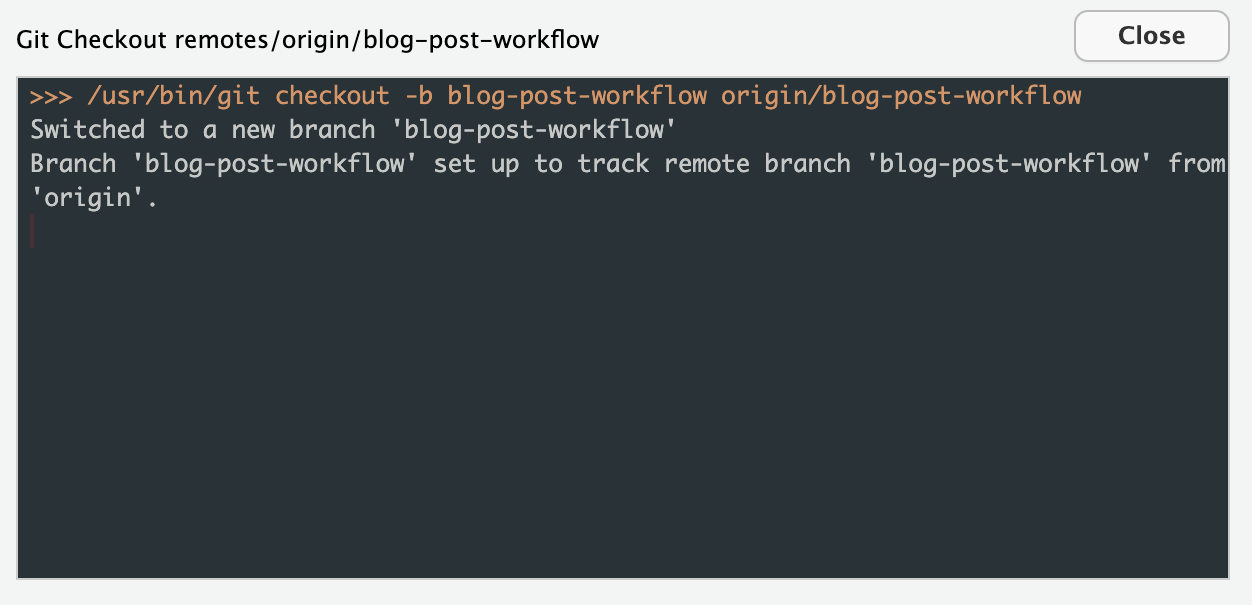 Git Checkout remotes/origin/blog-post-workflow
Close
>>> /usr/bin/git checkout -b blog-post-workflow origin/blog-post-workflow
Switched to a new branch 'blog-post-workflow'
Branch 'blog-post-workflow' set up to track remote branch 'blog-post-workflow' from
'origin'.